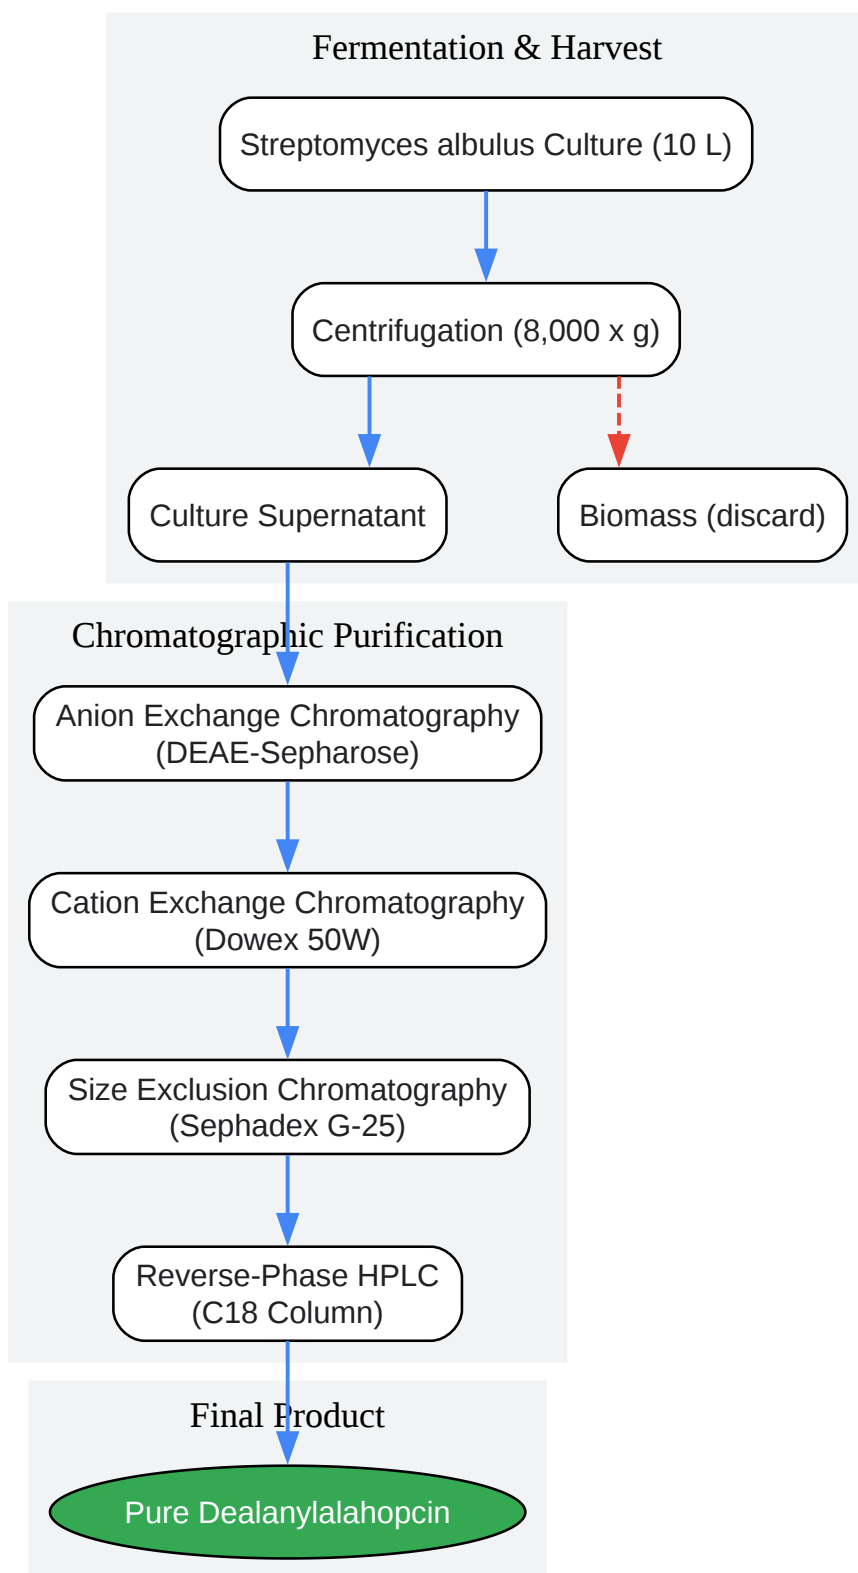 Fermentation & Harvest
Streptomyces albulus Culture (10 L)
Centrifugation (8,000 x g)
Culture Supernatant
Biomass (discard)
Chromatographic Purification
Anion Exchange Chromatography
(DEAE-Sepharose)
Cation Exchange Chromatography
(Dowex 50W)
Size Exclusion Chromatography
(Sephadex G-25)
Reverse-Phase HPLC
(C18 Column)
Final Product
Pure Dealanylalahopcin